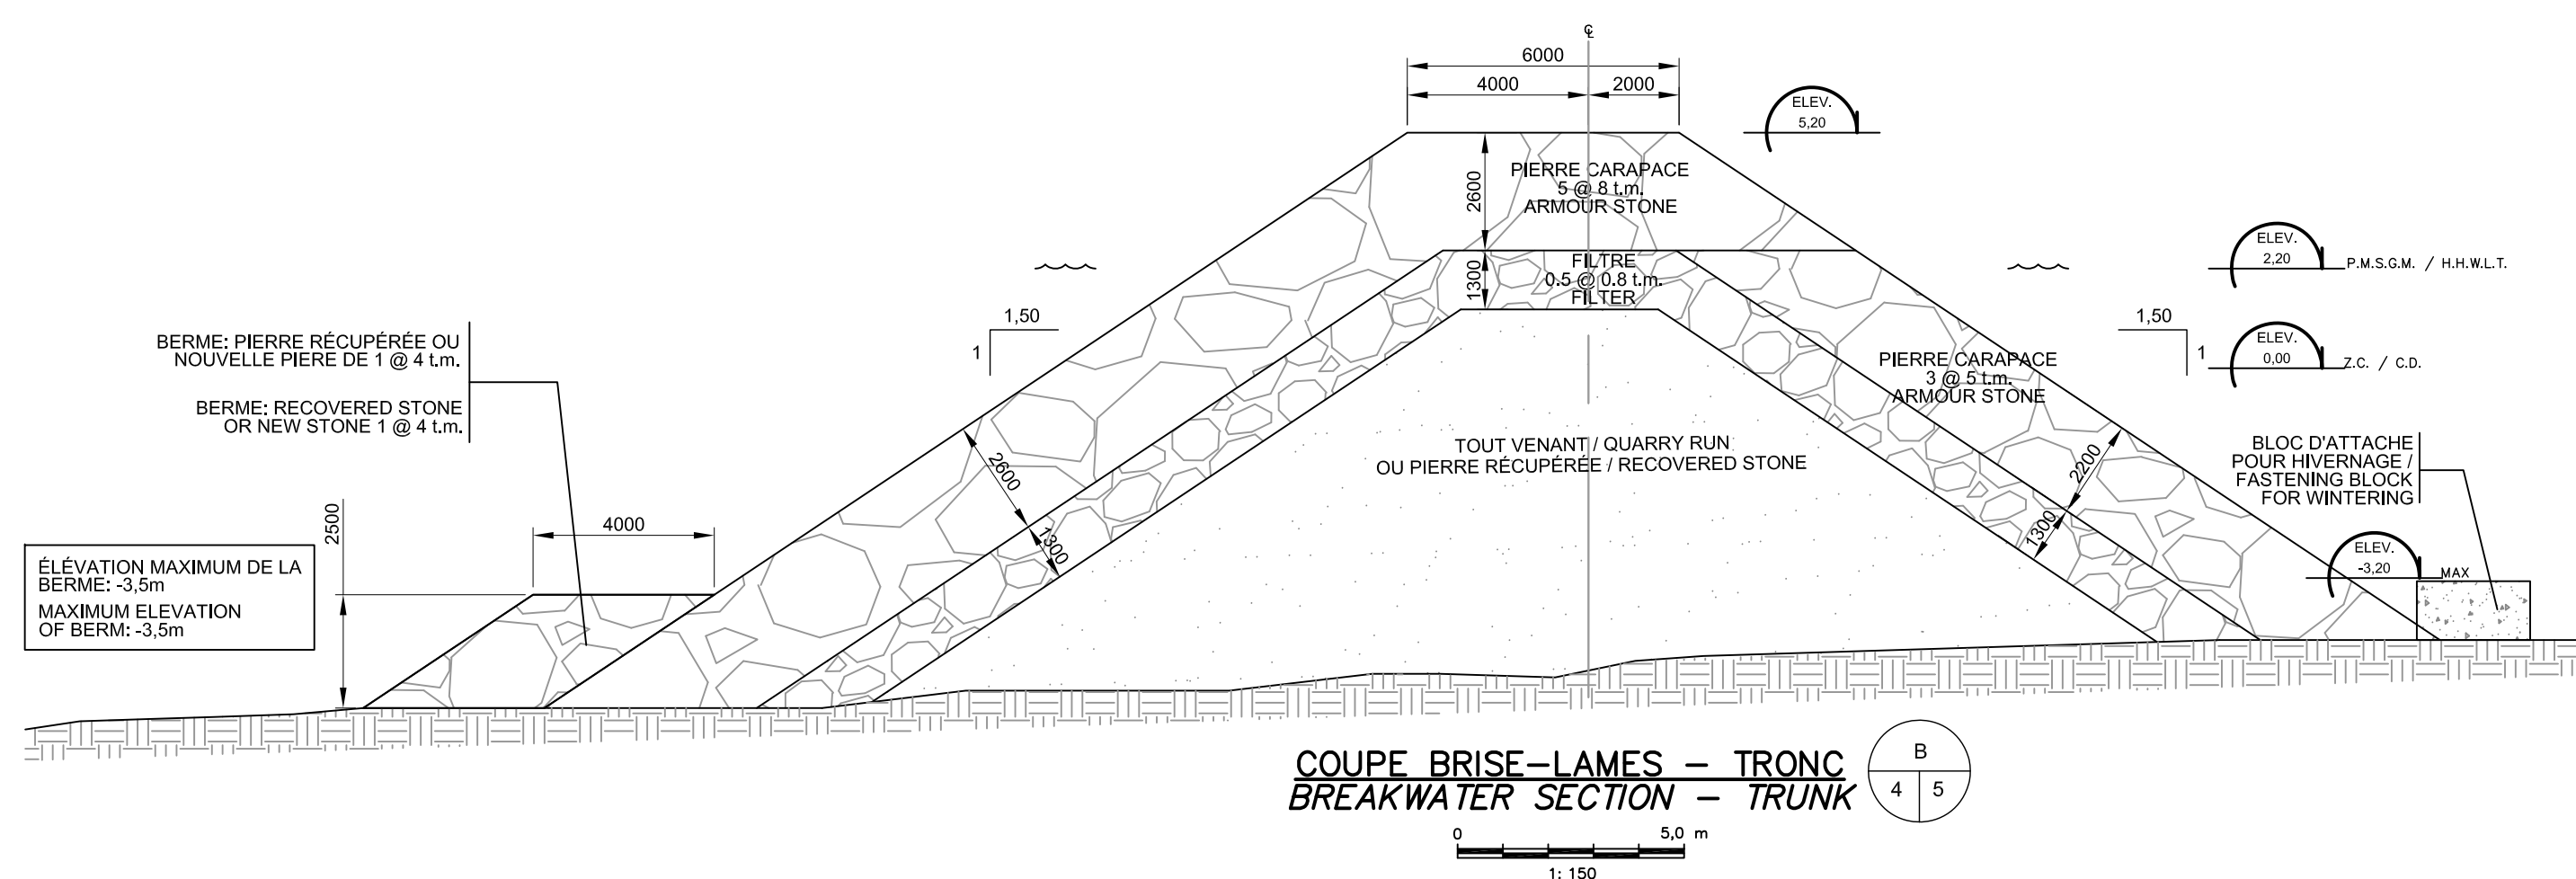 ℄
6000
4000
2000
ELEV.
5,20
2600
PIERRE CARAPACE
5 @ 8 t.m.
ARMOUR STONE
1300
FILTRE
0.5 @ 0.8 t.m.
FILTER
ELEV.
2,20
P.M.S.G.M. / H.H.W.L.T.
1,50
1
1,50
1
ELEV.
0,00
Z.C. / C.D.
BERME: PIERRE RÉCUPÉRÉE OU
NOUVELLE PIERE DE 1 @ 4 t.m.
BERME: RECOVERED STONE
OR NEW STONE 1 @ 4 t.m.
PIERRE CARAPACE
3 @ 5 t.m.
ARMOUR STONE
TOUT VENANT / QUARRY RUN
OU PIERRE RÉCUPÉRÉE / RECOVERED STONE
BLOC D'ATTACHE
POUR HIVERNAGE /
FASTENING BLOCK
FOR WINTERING
2600
1300
2200
1300
2500
4000
ÉLÉVATION MAXIMUM DE LA
BERME: -3,5m
MAXIMUM ELEVATION
OF BERM: -3,5m
ELEV.
-3,20
MAX
COUPE BRISE-LAMES - TRONC
BREAKWATER SECTION - TRUNK
B
4
5
0
5,0 m
1: 150